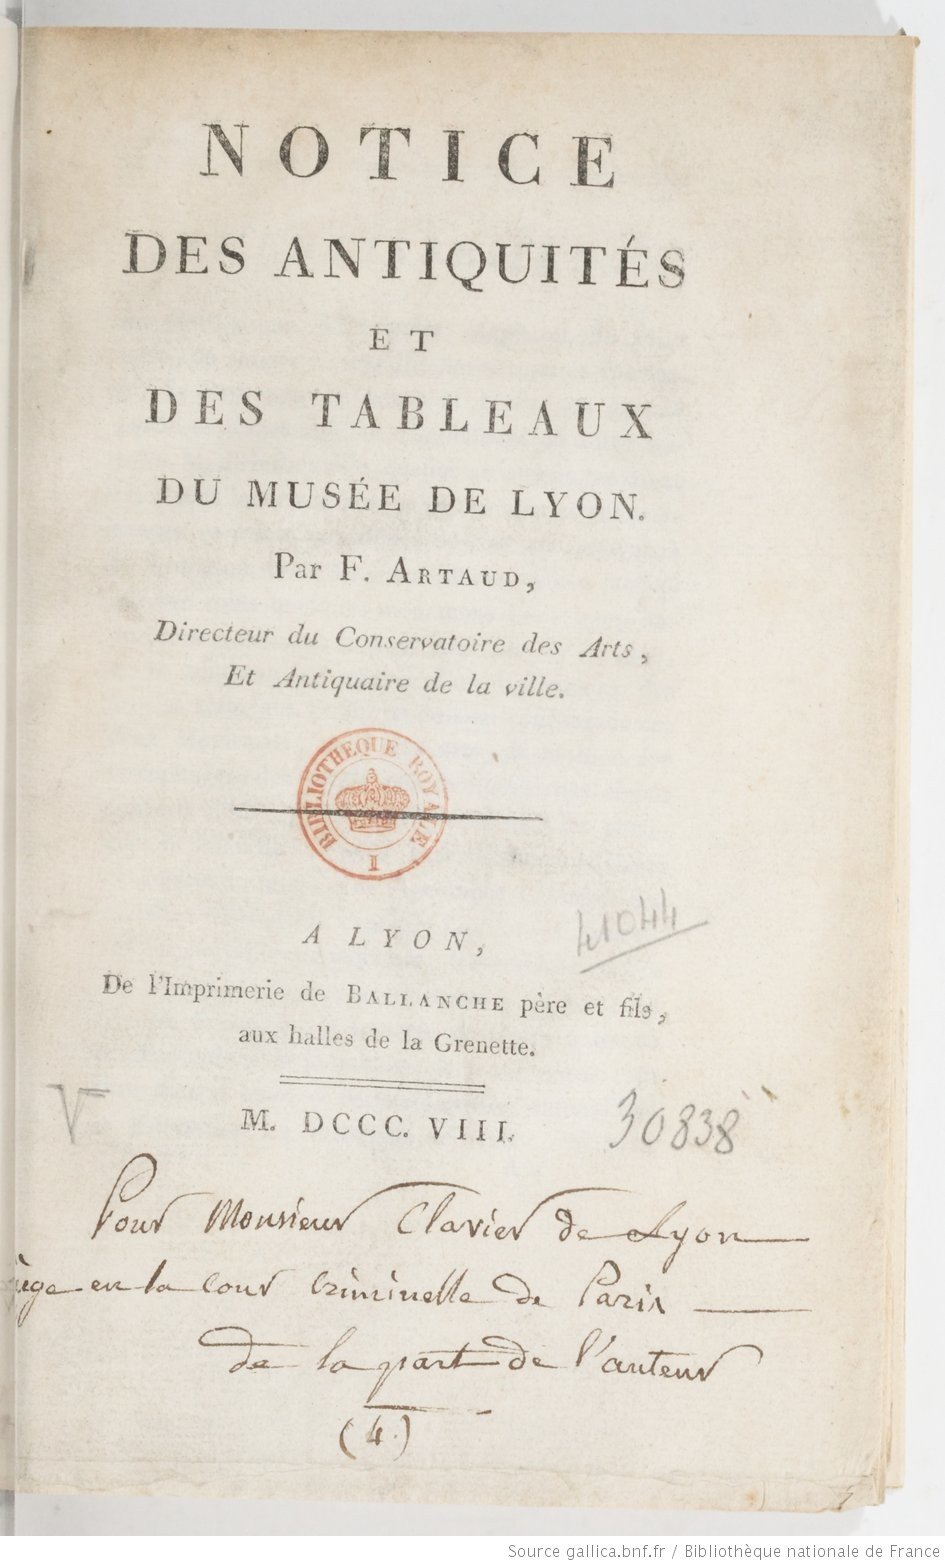 NOTICE
DES ANTIQUITÉS
ET
DES TABLEAUX
DU MUSÉE DE LYON.
Par F. ARTAUD,
Directeur du Conservatoire des Arts,
Et Antiquaire de la ville.
BIBLIOTHEQUE ROYALE
I
A LYON,
41044
De l'Imprimerie de BALLANCHE père et fils,
aux halles de la Grenette.
V
M. DCCC. VIII.
30838
Pour Monsieur Clavier de Lyon
en la cour criminelle de Paris
de la part de l'auteur
(4.)
Source gallica.bnf.fr / Bibliothèque nationale de France